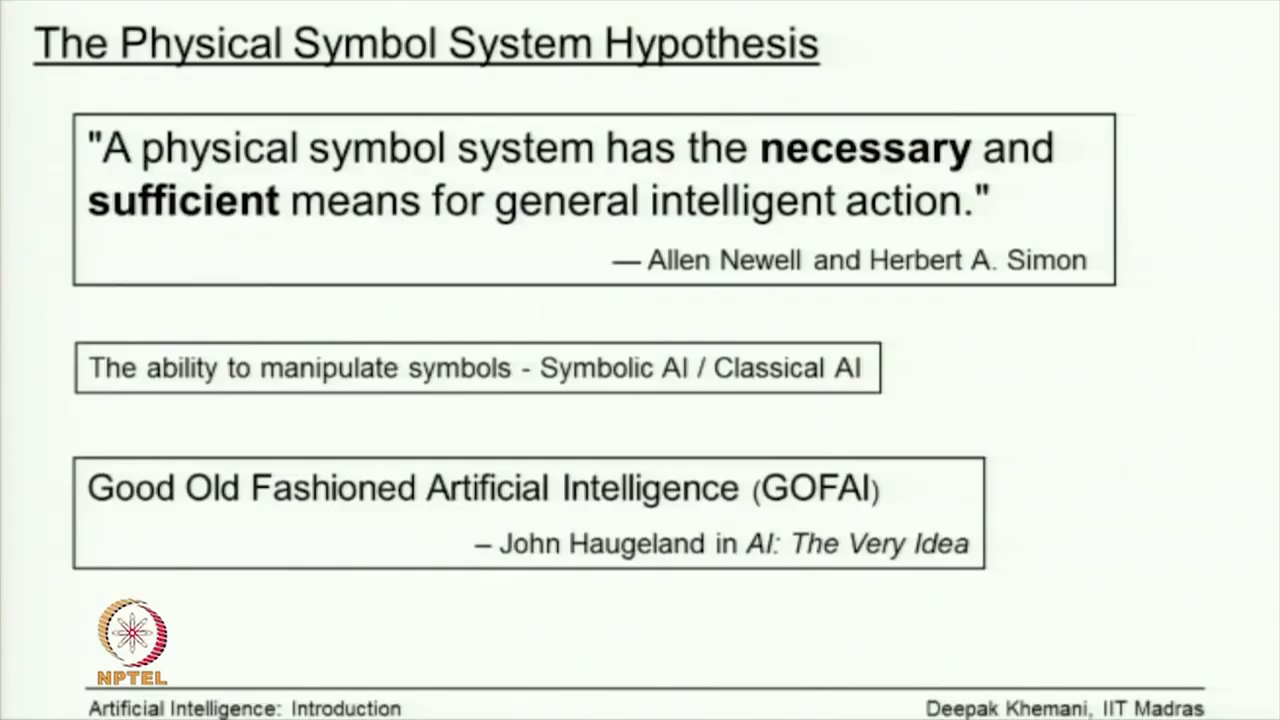 The Physical Symbol System Hypothesis
"A physical symbol system has the necessary and
sufficient means for general intelligent action."
— Allen Newell and Herbert A. Simon
The ability to manipulate symbols - Symbolic AI / Classical AI
Good Old Fashioned Artificial Intelligence (GOFAI)
– John Haugeland in AI: The Very Idea
NPTEL
Artificial Intelligence: Introduction
Deepak Khemani, IIT Madras